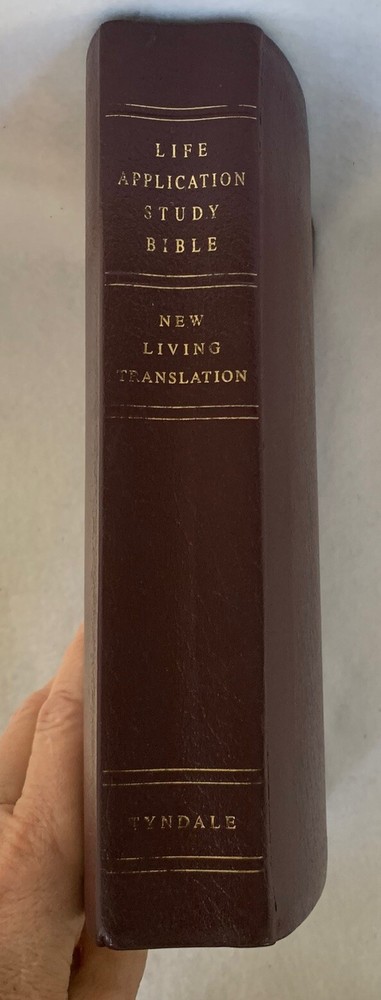 LIFE
APPLICATION
STUDY
BIBLE
NEW
LIVING
TRANSLATION
TYNDALE